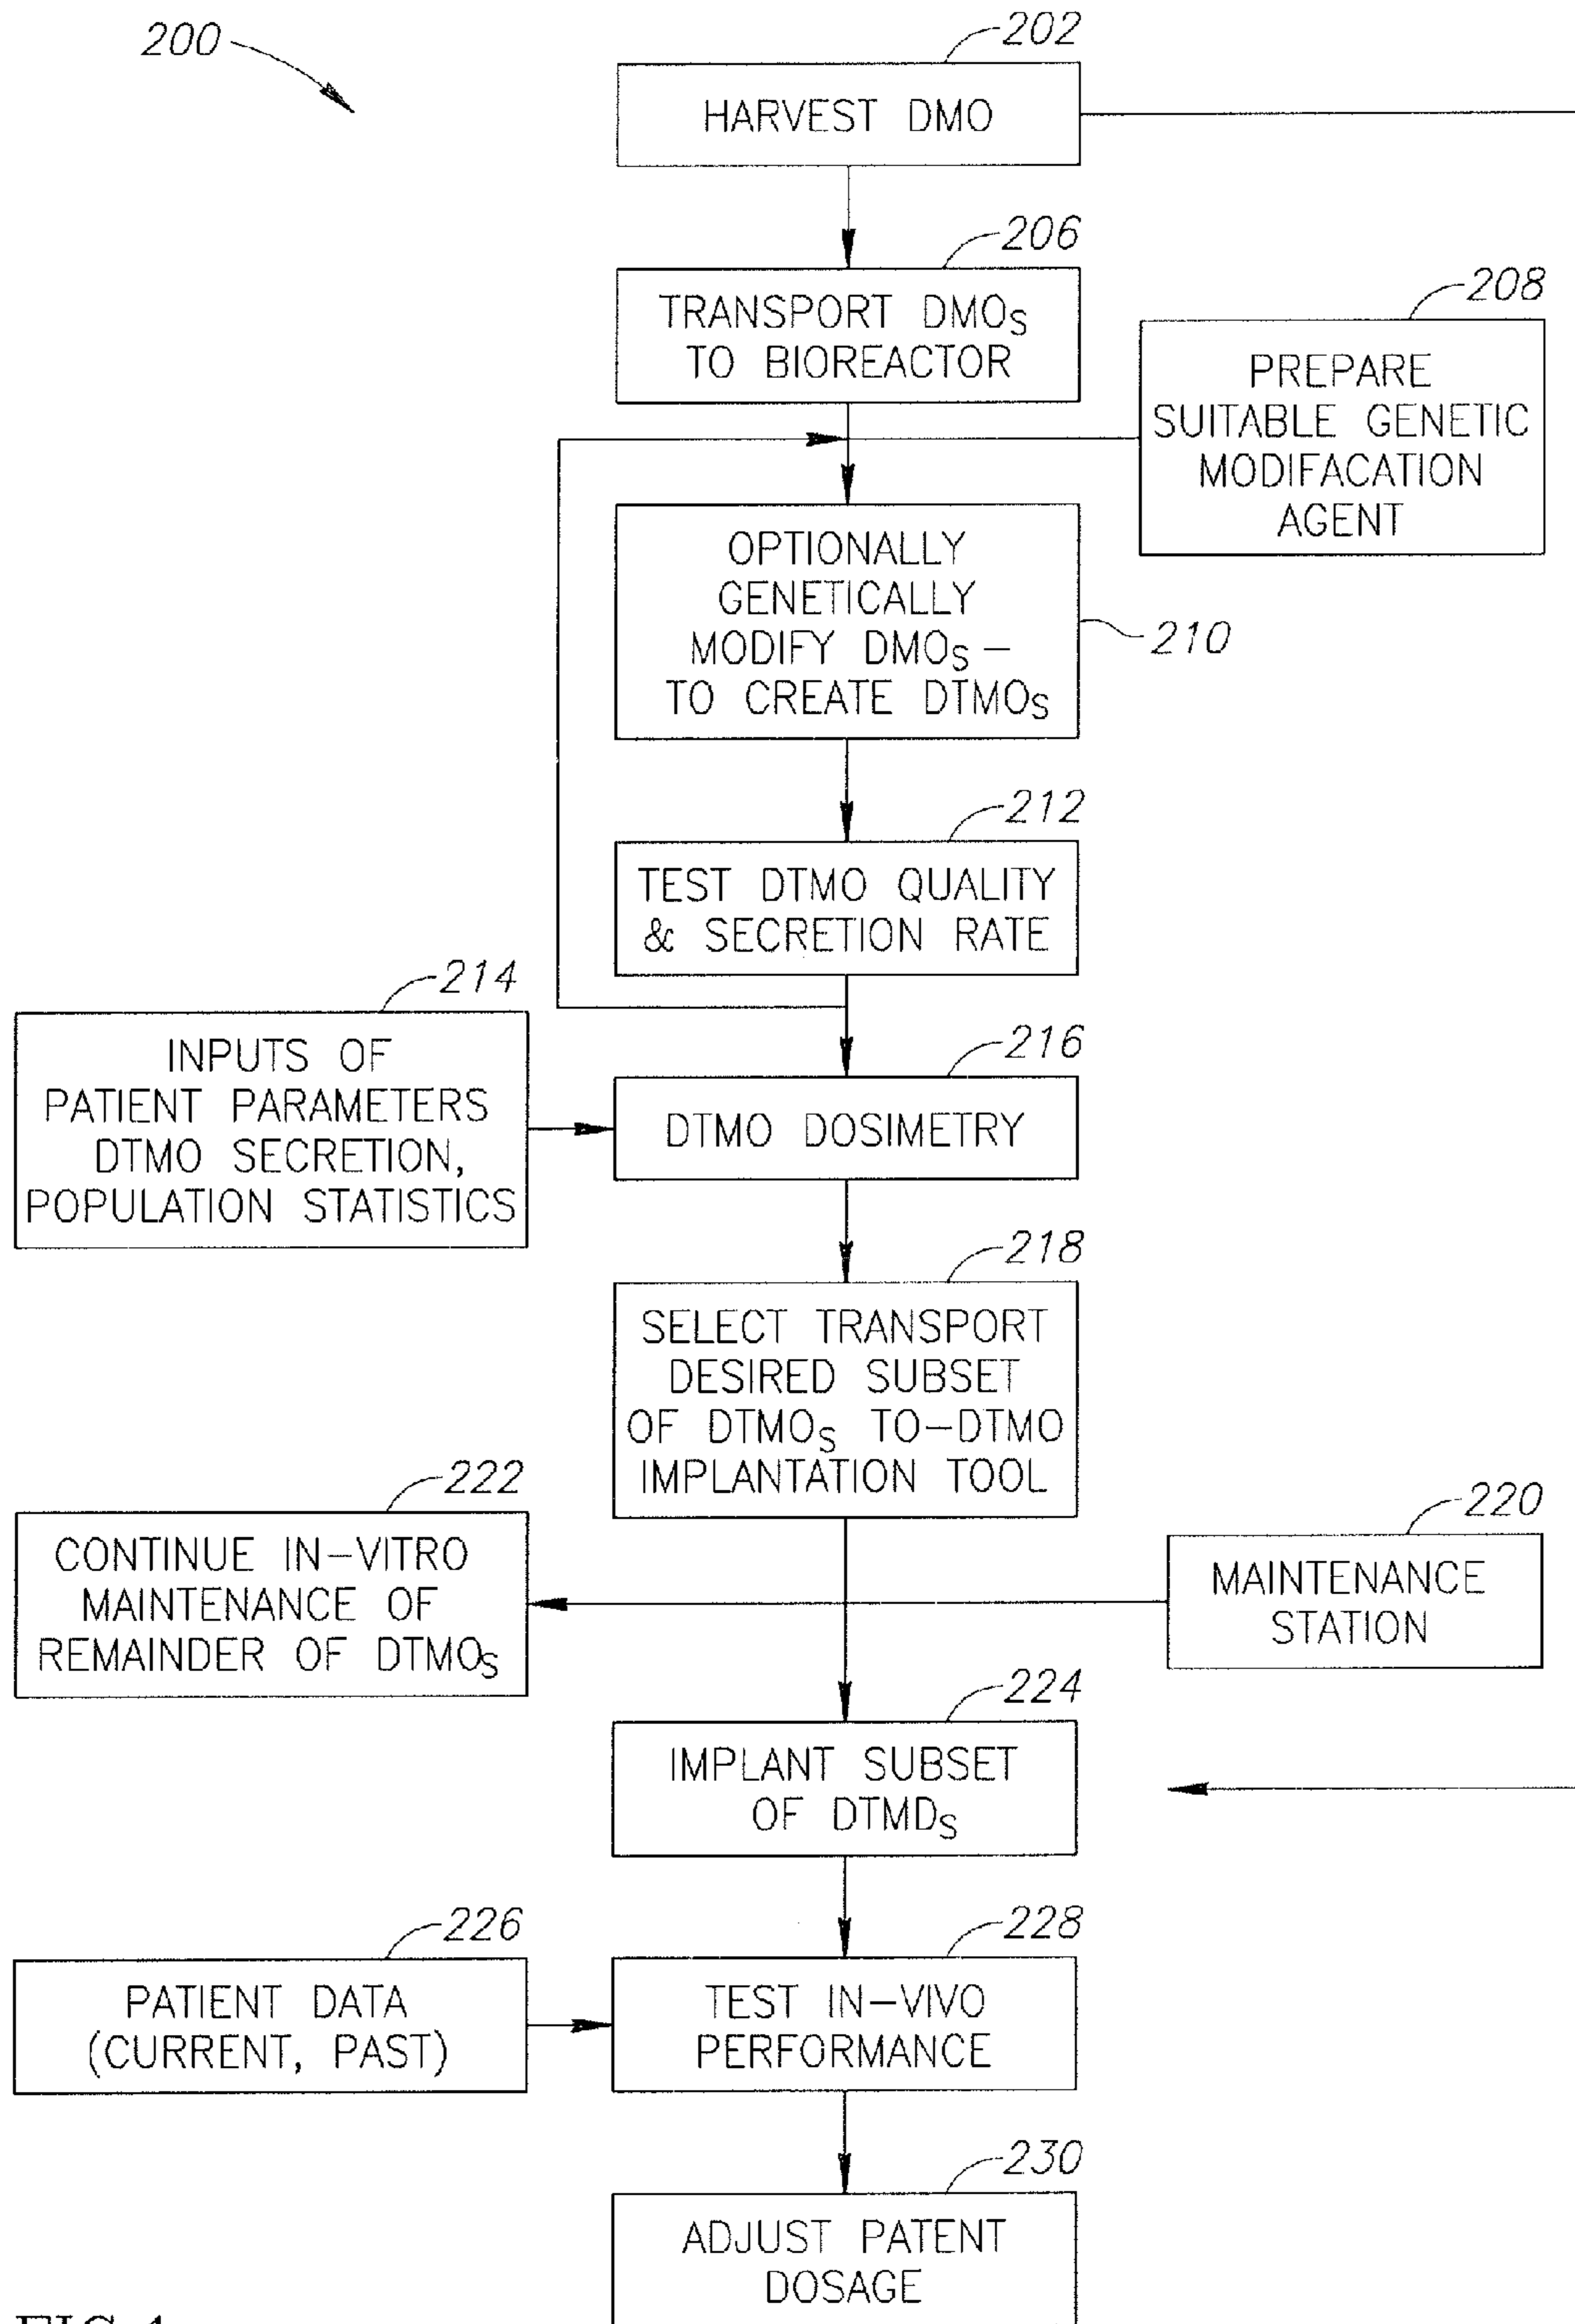 200
202
HARVEST DMO
206
TRANSPORT DMOS
TO BIOREACTOR
208
PREPARE
SUITABLE GENETIC
MODIFACATION
AGENT
OPTIONALLY
GENETICALLY
MODIFY DMOS –
TO CREATE DTMOS
210
212
TEST DTMO QUALITY
& SECRETION RATE
214
INPUTS OF
PATIENT PARAMETERS
DTMO SECRETION,
POPULATION STATISTICS
216
DTMO DOSIMETRY
218
SELECT TRANSPORT
DESIRED SUBSET
OF DTMOS TO–DTMO
IMPLANTATION TOOL
222
CONTINUE IN–VITRO
MAINTENANCE OF
REMAINDER OF DTMOS
220
MAINTENANCE
STATION
224
IMPLANT SUBSET
OF DTMDS
226
PATIENT DATA
(CURRENT, PAST)
228
TEST IN–VIVO
PERFORMANCE
230
ADJUST PATENT
DOSAGE